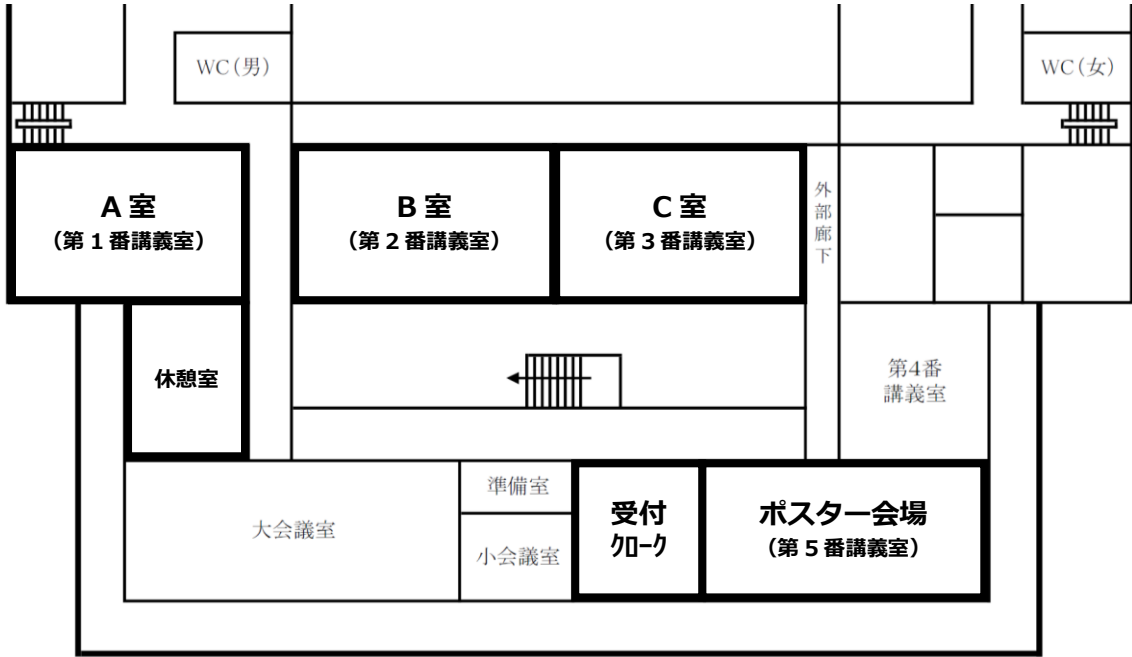 WC(男)
WC(女)
A室
(第1番講義室)
B室
(第2番講義室)
C室
(第3番講義室)
外部廊下
休憩室
第4番
講義室
大会議室
準備室
小会議室
受付
クローク
ポスター会場
(第5番講義室)